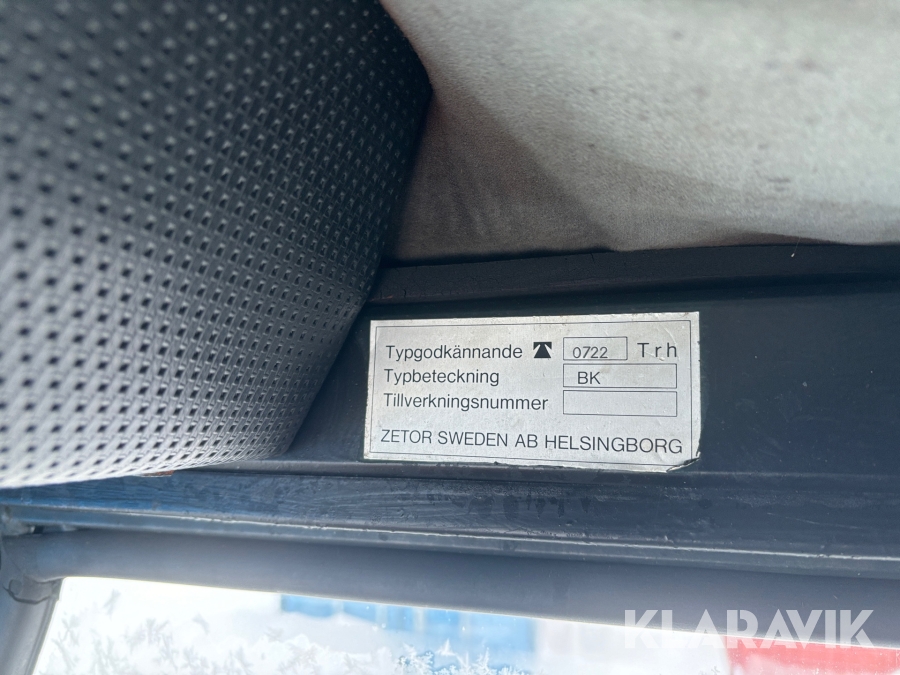 Typgodkännande 0722 Trh
Typbeteckning BK
Tillverkningsnummer
ZETOR SWEDEN AB HELSINGBORG
KLARAVIK